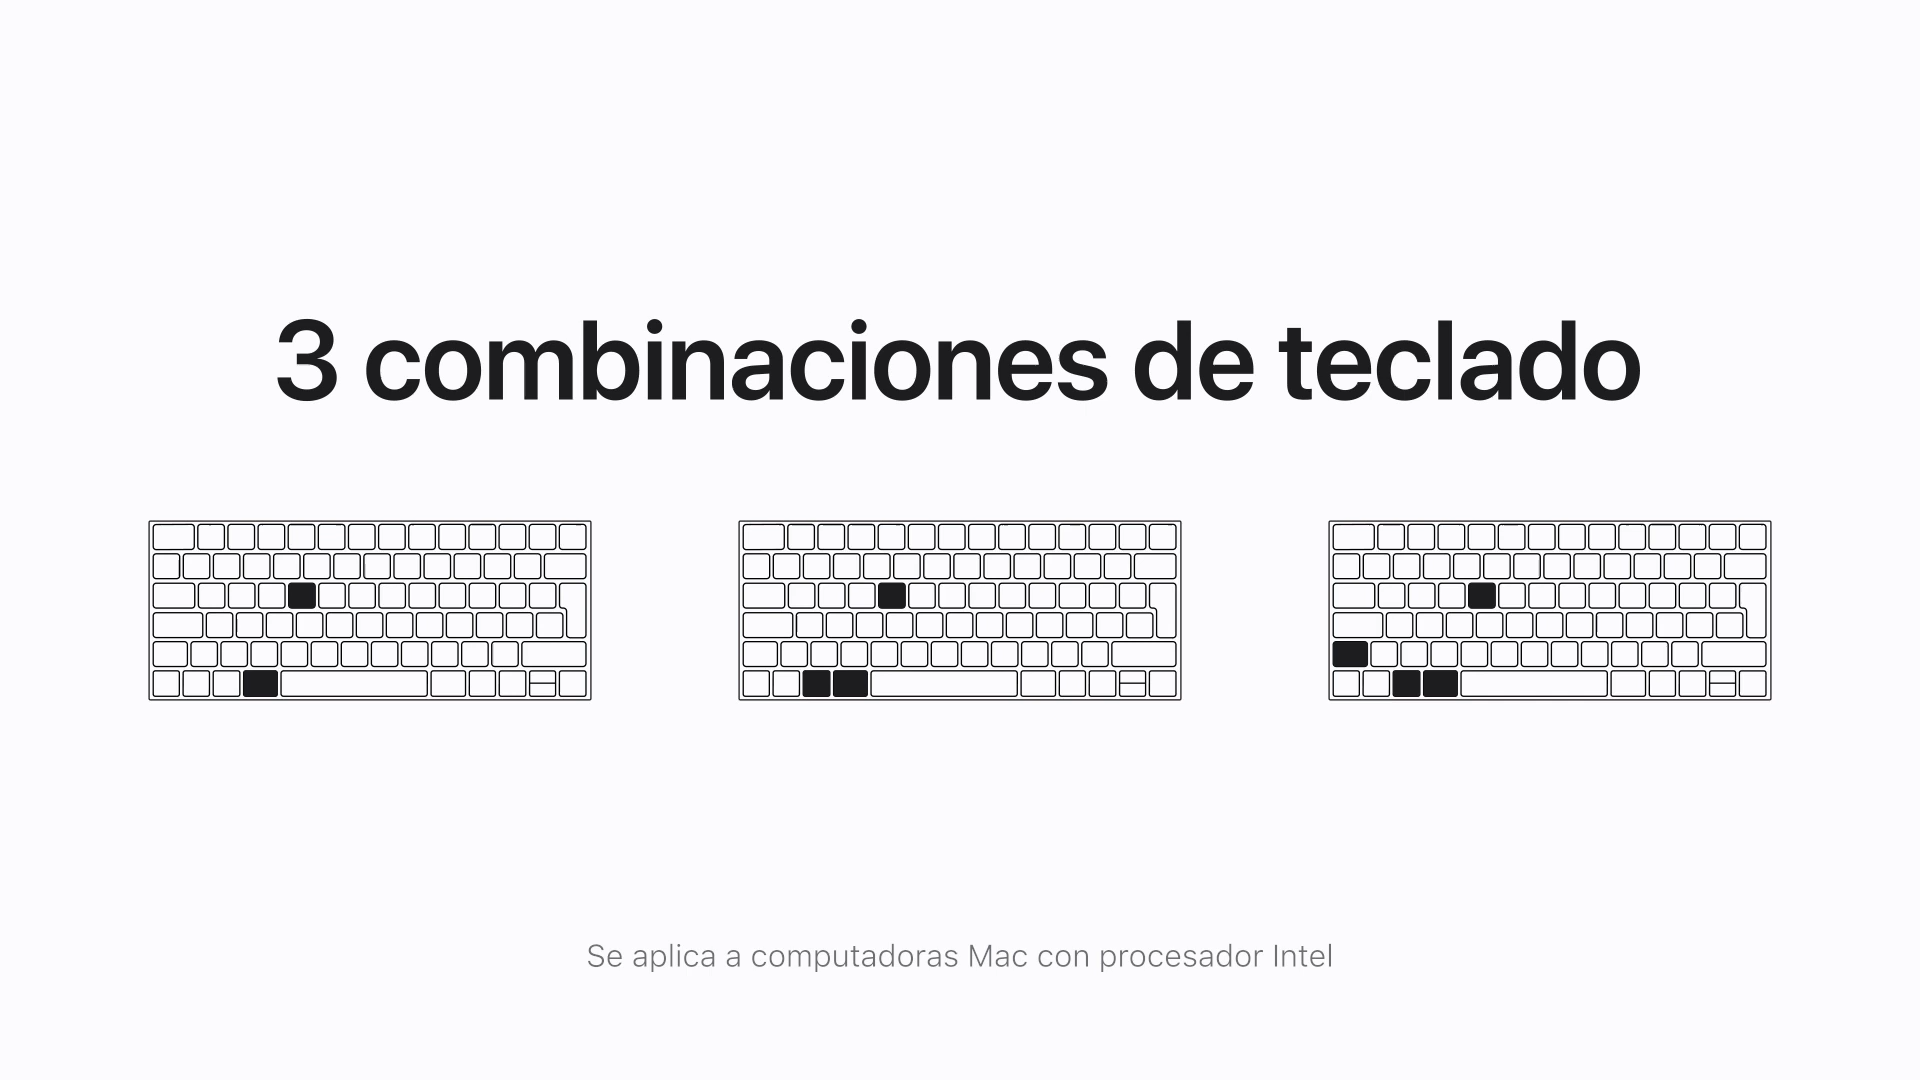 3 combinaciones de teclado
Se aplica a computadoras Mac con procesador Intel